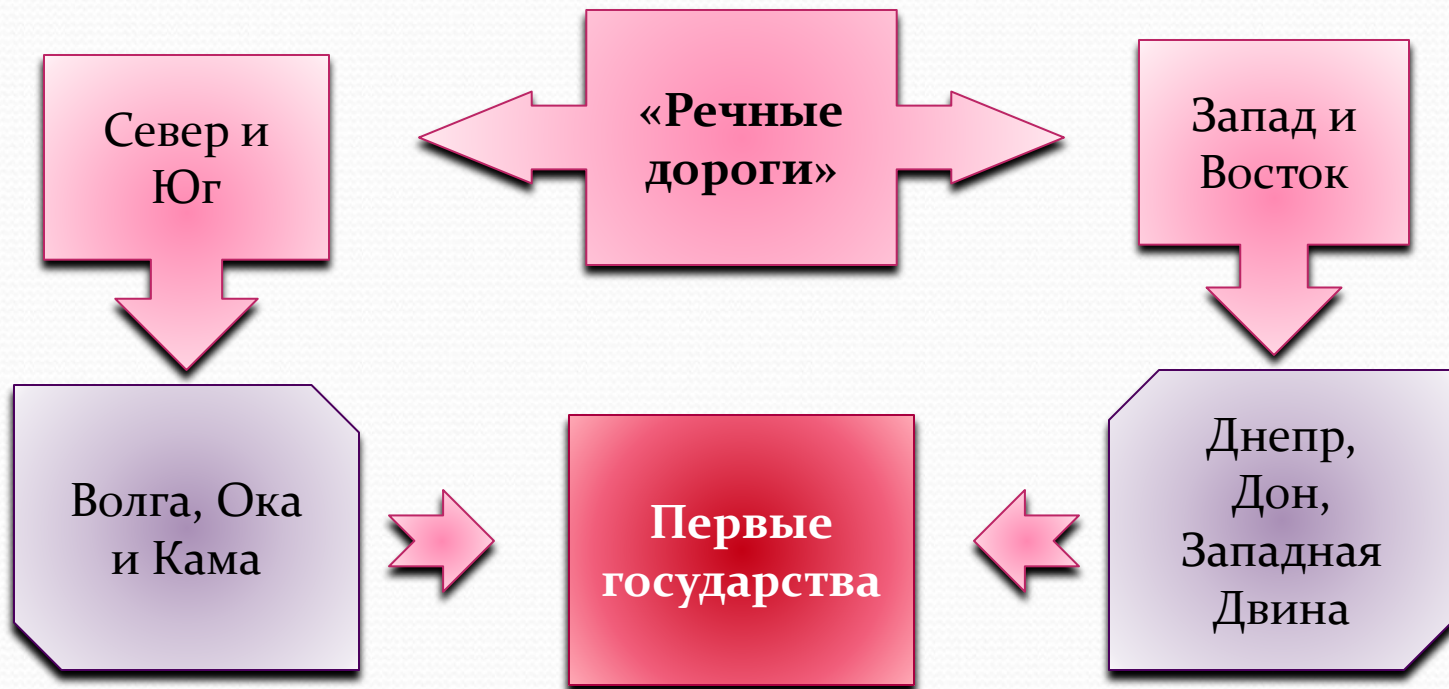 Север и
Юг
«Речные
дороги»
Запад и
Восток
Волга, Ока
и Кама
Первые
государства
Днепр,
Дон,
Западная
Двина